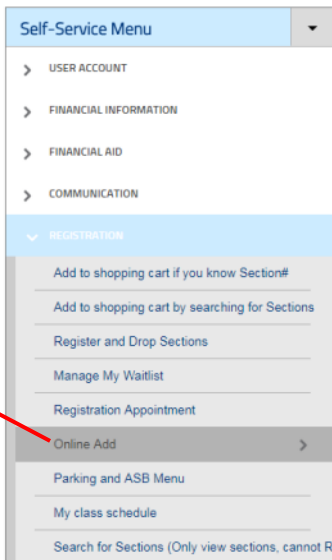 Self-Service Menu
USER ACCOUNT
FINANCIAL INFORMATION
FINANCIAL AID
COMMUNICATION
REGISTRATION
Add to shopping cart if you know Section#
Add to shopping cart by searching for Sections
Register and Drop Sections
Manage My Waitlist
Registration Appointment
Online Add
Parking and ASB Menu
My class schedule
Search for Sections (Only view sections, cannot R